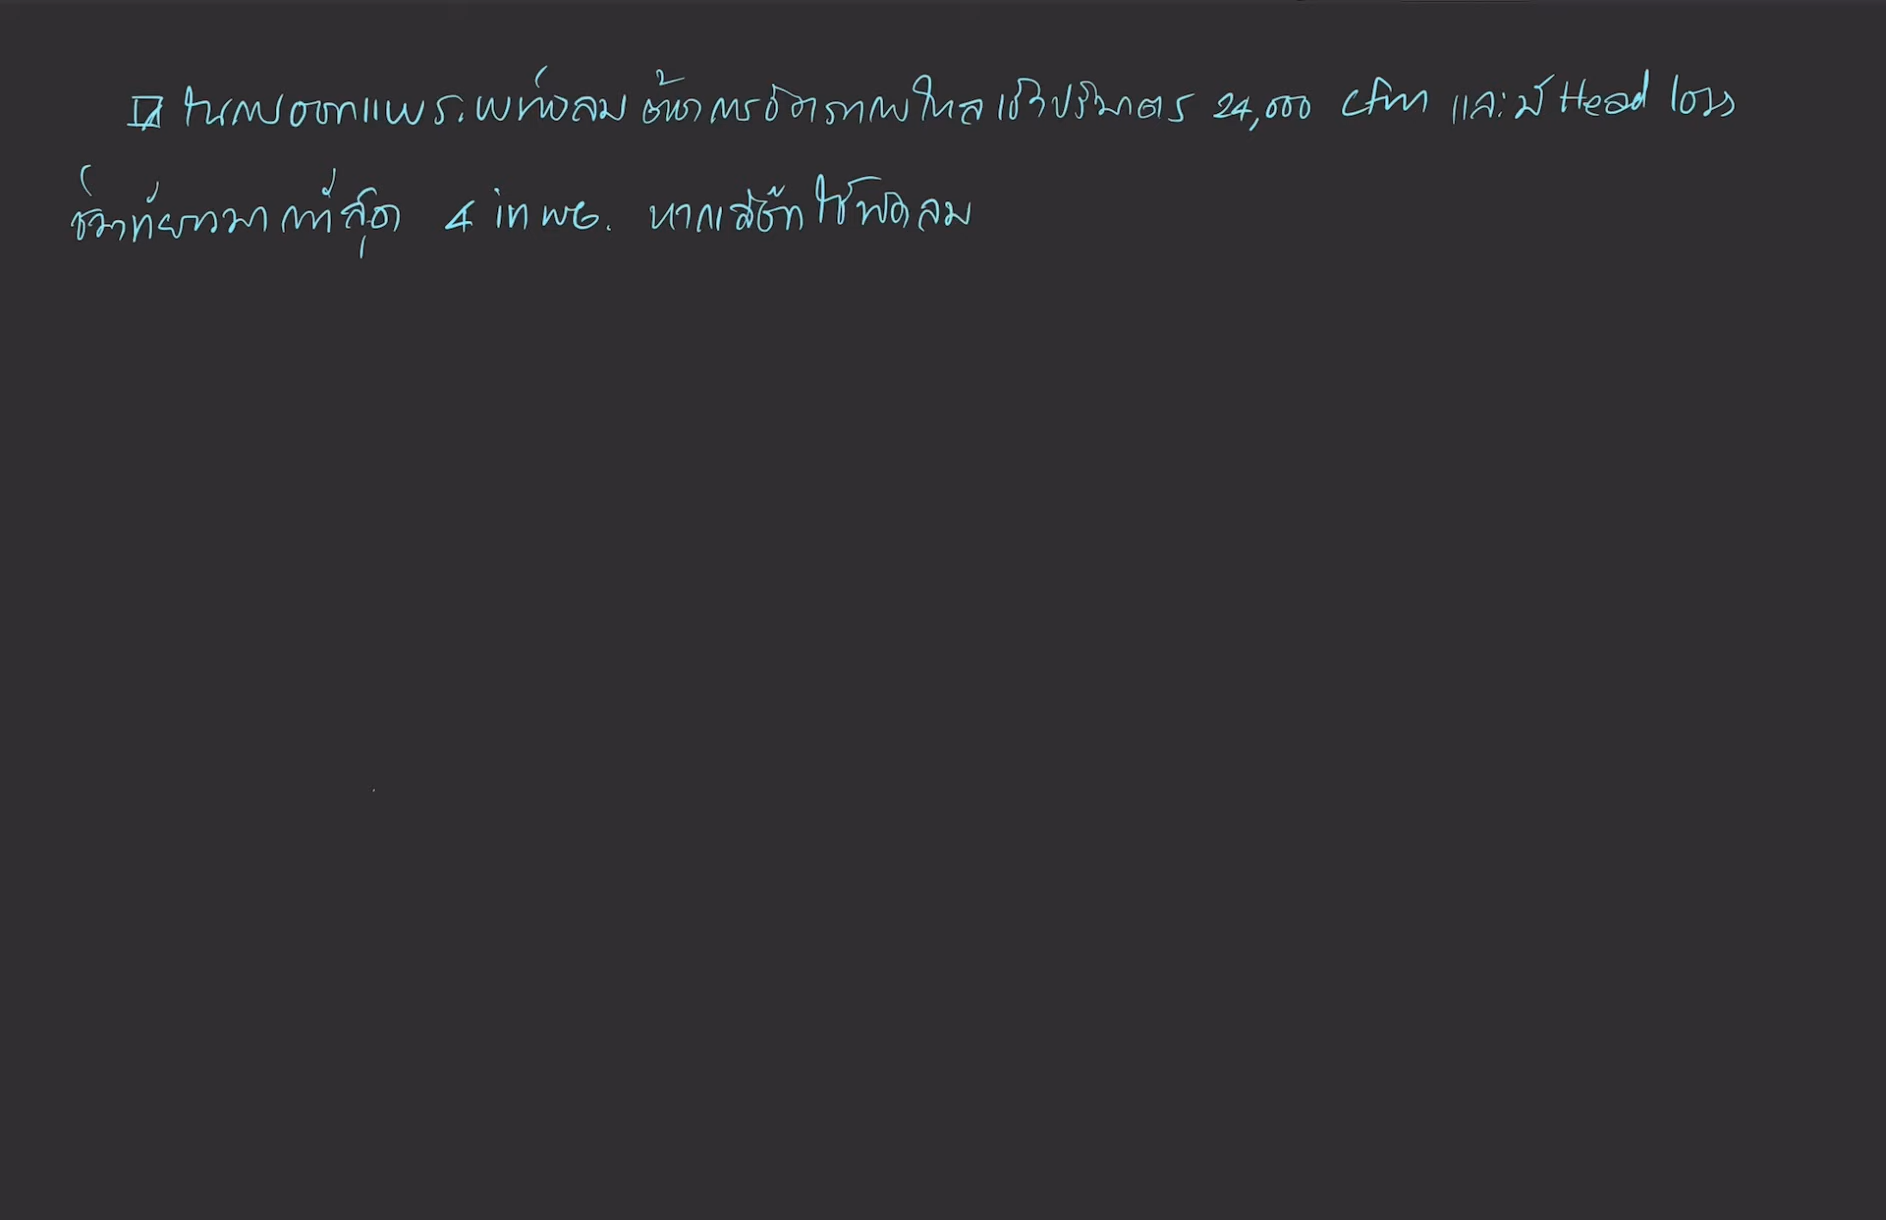 ในการออกแบบระบบท่อลม ต้องการอัตราการไหลเชิงปริมาตร 24,000 cfm และมี Head loss
ช่วงที่ยาวมากที่สุด 4 in wg. หากเลือกใช้พัดลม